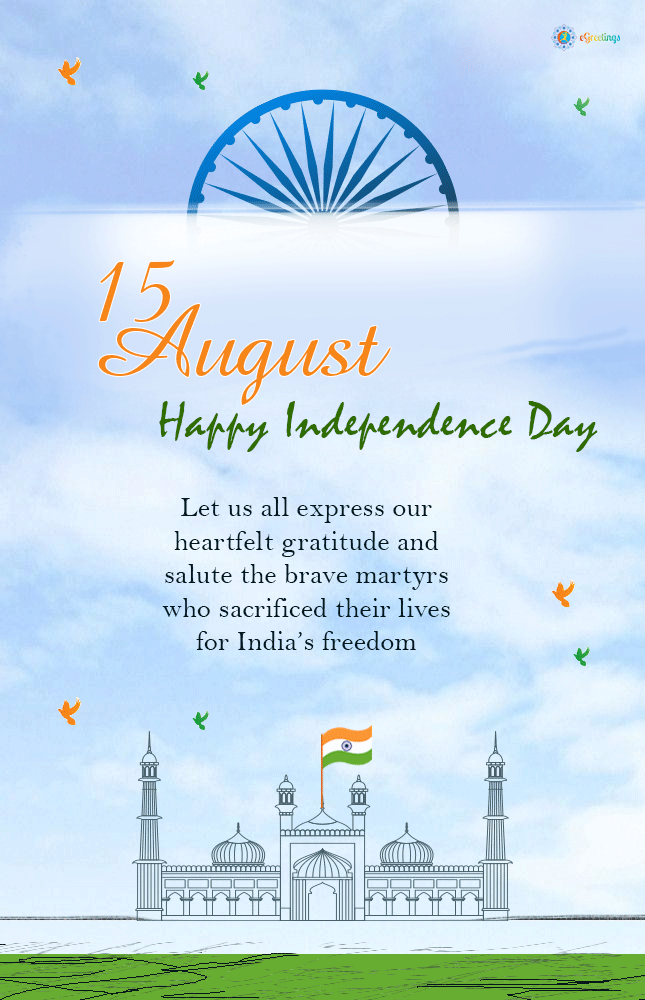 eGreetings
15
August
Happy Independence Day
Let us all express our
heartfelt gratitude and
salute the brave martyrs
who sacrificed their lives
for India's freedom